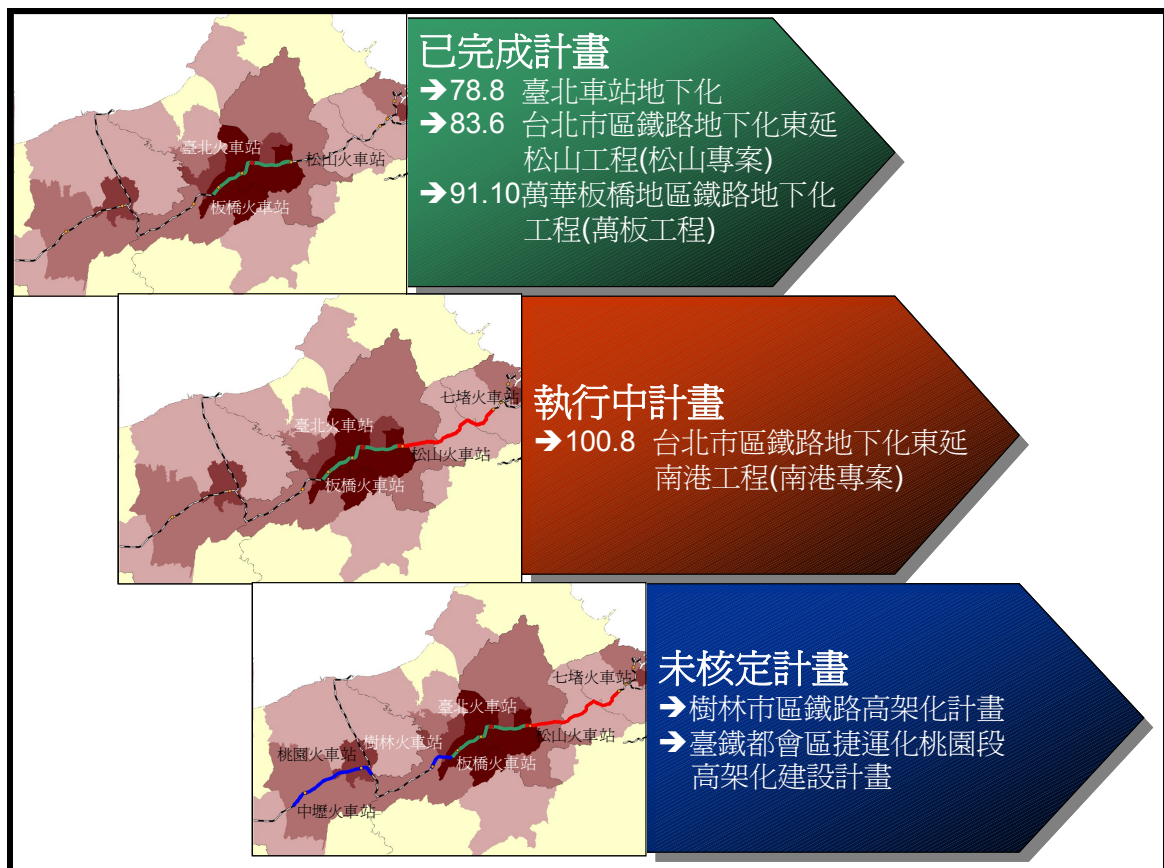 臺北火車站
松山火車站
板橋火車站
已完成計畫
➔78.8 臺北車站地下化
➔83.6 台北市區鐵路地下化東延
松山工程(松山專案)
➔91.10萬華板橋地區鐵路地下化
工程(萬板工程)
七堵火車站
臺北火車站
松山火車站
板橋火車站
執行中計畫
➔100.8 台北市區鐵路地下化東延
南港工程(南港專案)
七堵火車站
臺北火車站
松山火車站
樹林火車站
板橋火車站
桃園火車站
中壢火車站
未核定計畫
➔樹林市區鐵路高架化計畫
➔臺鐵都會區捷運化桃園段
高架化建設計畫